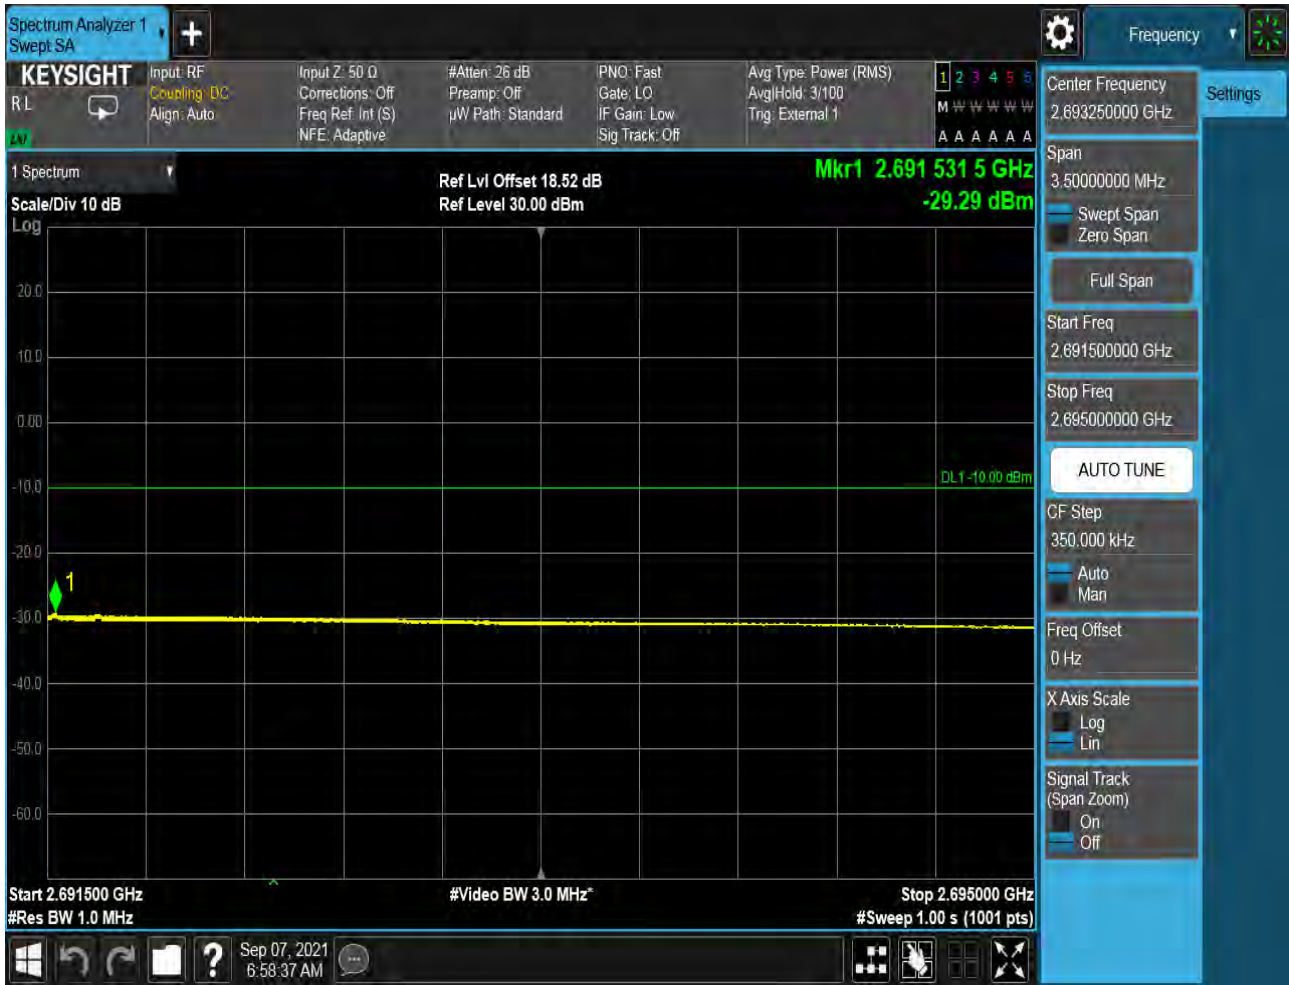 Spectrum Analyzer 1
Swept SA
+
Frequency
KEYSIGHT
R L
LXI
Input: RF
Coupling: DC
Align: Auto
Input Z: 50 Ω
Corrections: Off
Freq Ref: Int (S)
NFE: Adaptive
#Atten: 26 dB
Preamp: Off
µW Path: Standard
PNO: Fast
Gate: LO
IF Gain: Low
Sig Track: Off
Avg Type: Power (RMS)
Avg|Hold: 3/100
Trig: External 1
1 2 3 4 5 6
M W W W W W
A A A A A A
1 Spectrum
Scale/Div 10 dB
Log
Ref Lvl Offset 18.52 dB
Ref Level 30.00 dBm
Mkr1 2.691 531 5 GHz
-29.29 dBm
20.0
10.0
0.00
-10.0
-20.0
-30.0
-40.0
-50.0
-60.0
DL1 -10.00 dBm
1
Start 2.691500 GHz
#Res BW 1.0 MHz
#Video BW 3.0 MHz*
Stop 2.695000 GHz
#Sweep 1.00 s (1001 pts)
?
Sep 07, 2021
6:58:37 AM
Center Frequency
2.693250000 GHz
Settings
Span
3.50000000 MHz
Swept Span
Zero Span
Full Span
Start Freq
2.691500000 GHz
Stop Freq
2.695000000 GHz
AUTO TUNE
CF Step
350.000 kHz
Auto
Man
Freq Offset
0 Hz
X Axis Scale
Log
Lin
Signal Track
(Span Zoom)
On
Off